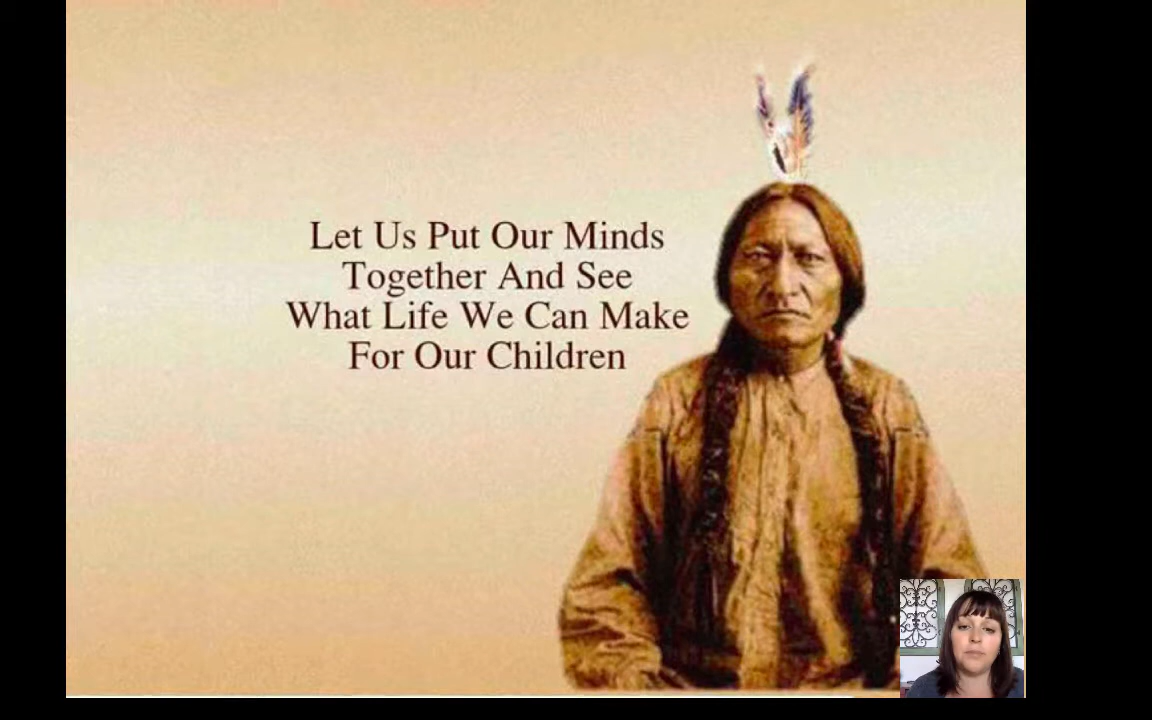 Let Us Put Our Minds
Together And See
What Life We Can Make
For Our Children